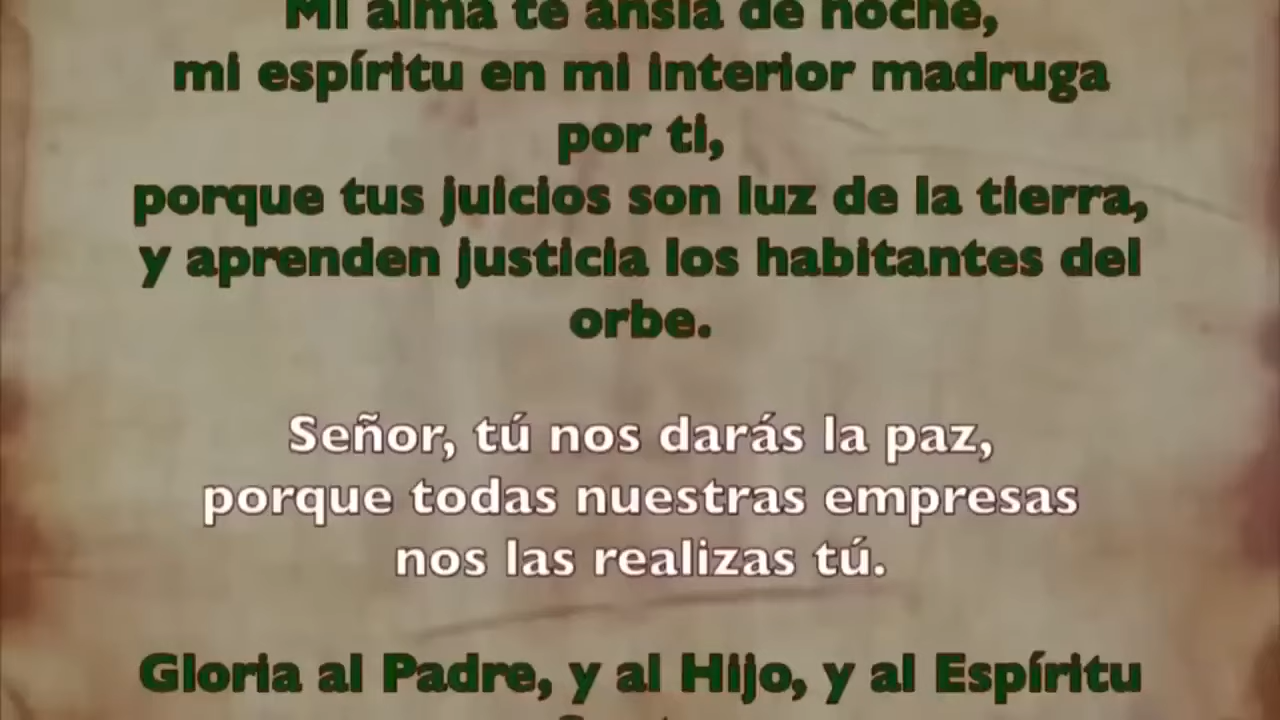 Mi alma te ansía de noche,
mi espíritu en mi interior madruga
por ti,
porque tus juicios son luz de la tierra,
y aprenden justicia los habitantes del
orbe.
Señor, tú nos darás la paz,
porque todas nuestras empresas
nos las realizas tú.
Gloria al Padre, y al Hijo, y al Espíritu